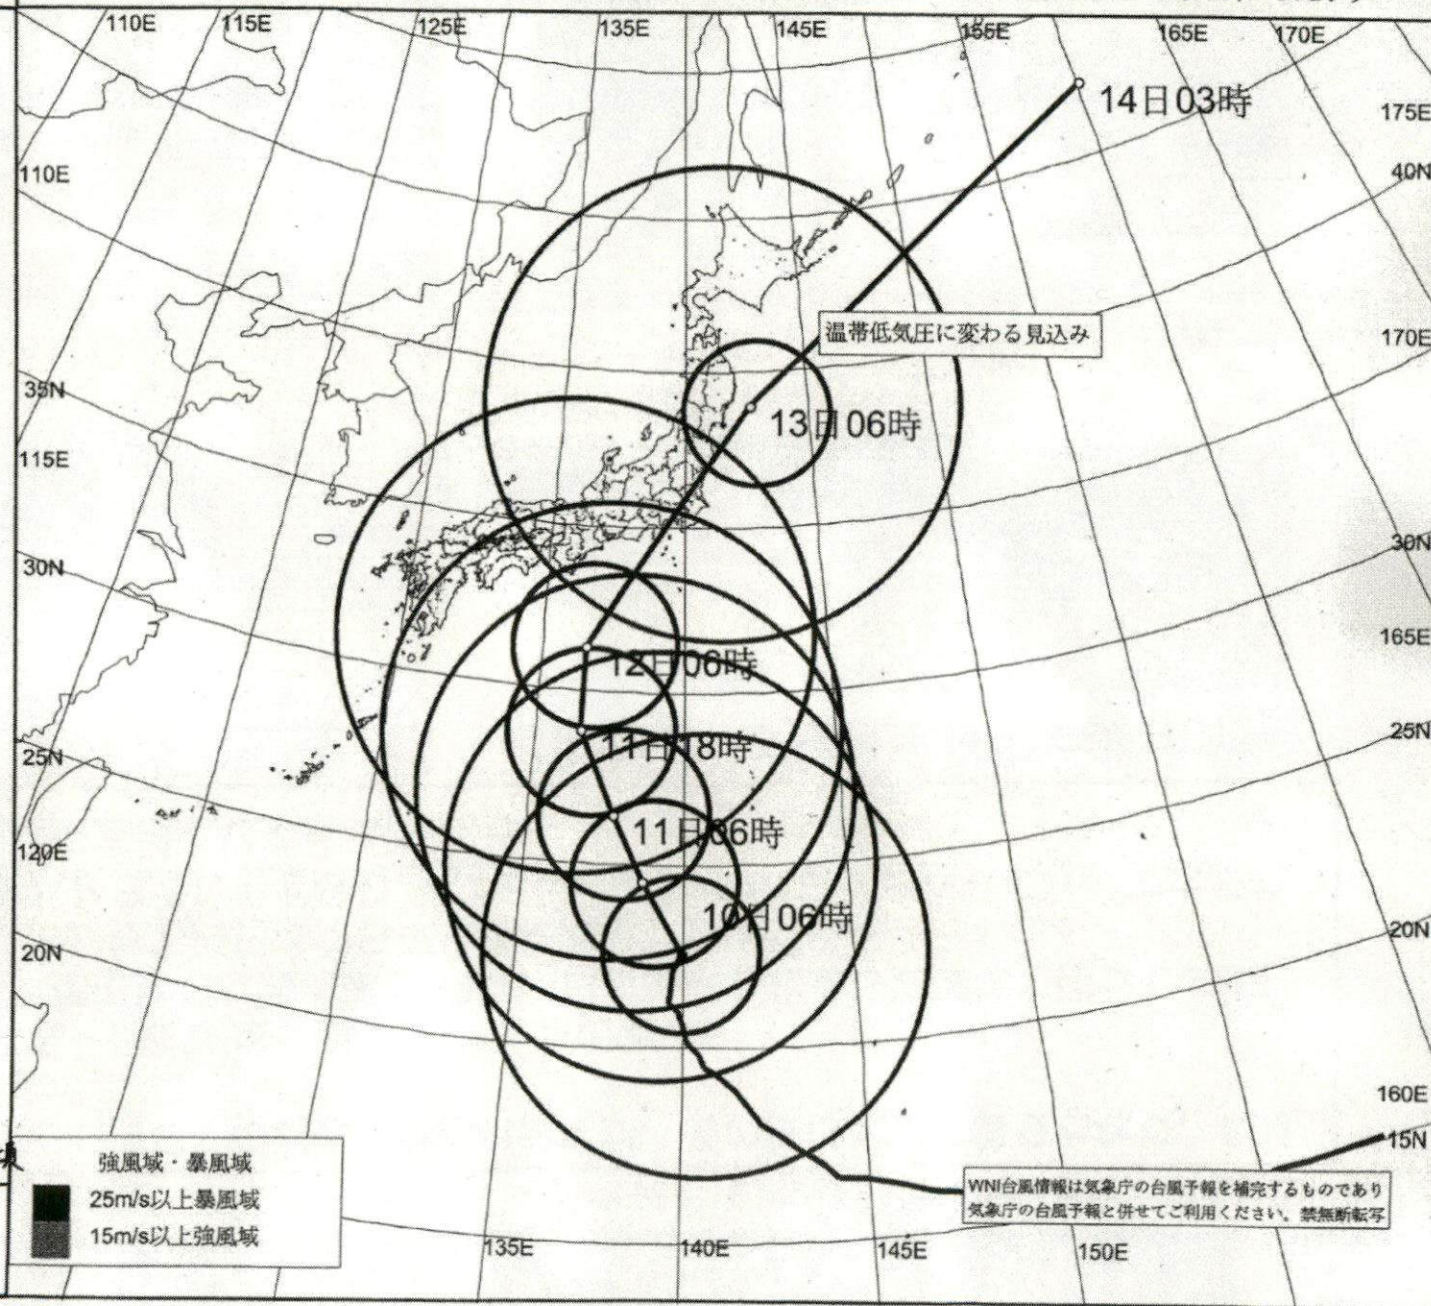 110E 115E 125E 135E 145E 155E 165E 170E
14日03時
175E
110E
40N
温帯低気圧に変わる見込み
170E
35N
13日06時
115E
30N
30N
165E
12日06時
11日18時
25N
25N
11日06時
120E
10日06時
20N
20N
160E
15N
強風域・暴風域
25m/s以上暴風域
15m/s以上強風域
WNI台風情報は気象庁の台風予報を補完するものであり
気象庁の台風予報と併せてご利用ください。禁無断転写
135E 140E 145E 150E